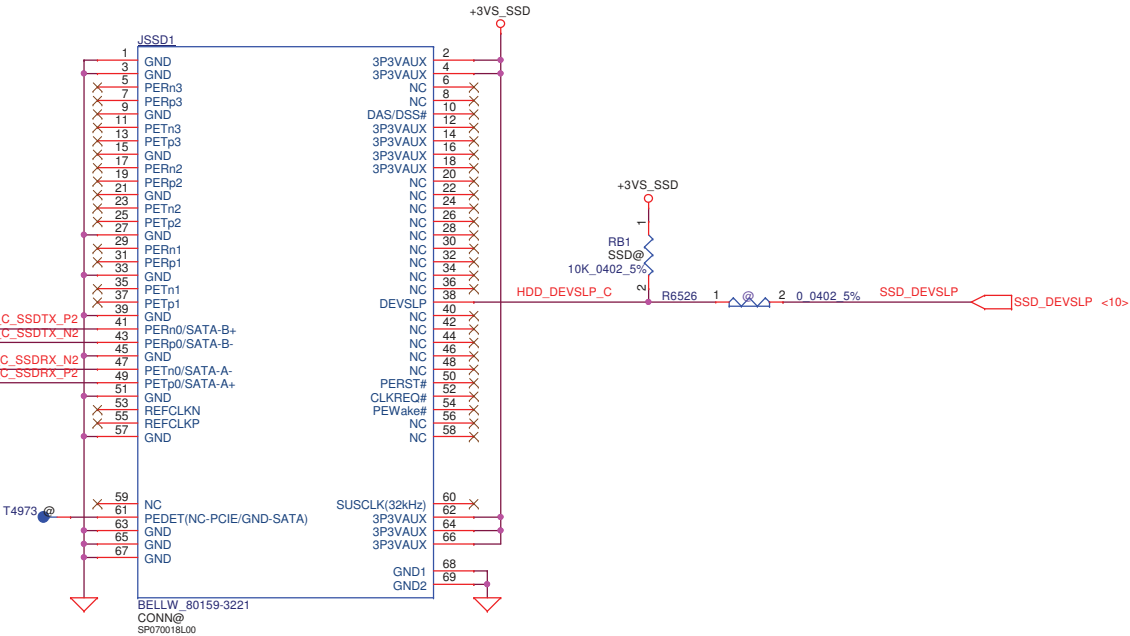 +3VS_SSD
JSSD1
1 GND 3P3VAUX 2
3 GND 3P3VAUX 4
5 PERn3 NC 6
7 PERp3 NC 8
9 GND DAS/DSS# 10
11 PETn3 3P3VAUX 12
13 PETp3 3P3VAUX 14
15 GND 3P3VAUX 16
17 PERn2 3P3VAUX 18
19 PERp2 NC 20
21 GND NC 22
23 PETn2 NC 24
25 PETp2 NC 26
27 GND NC 28
29 PERn1 NC 30
31 PERp1 NC 32
33 GND NC 34
35 PETn1 NC 36
37 PETp1 DEVSLP 38
39 GND NC 40
C_SSDTX_P2 41 PERn0/SATA-B+ NC 42
C_SSDTX_N2 43 PERp0/SATA-B- NC 44
45 GND NC 46
C_SSDRX_N2 47 PETn0/SATA-A- NC 48
C_SSDRX_P2 49 PETp0/SATA-A+ PERST# 50
51 GND CLKREQ# 52
53 REFCLKN PEWake# 54
55 REFCLKP NC 56
57 GND NC 58
59 NC SUSCLK(32kHz) 60
T4973 @ 61 PEDET(NC-PCIE/GND-SATA) 3P3VAUX 62
63 GND 3P3VAUX 64
65 GND 3P3VAUX 66
67 GND
GND1 68
GND2 69
BELLW_80159-3221
CONN@
SP070018L00
+3VS_SSD
1
RB1
SSD@
10K_0402_5%
2
HDD_DEVSLP_C R6526 1 @ 2 0_0402_5% SSD_DEVSLP SSD_DEVSLP <10>